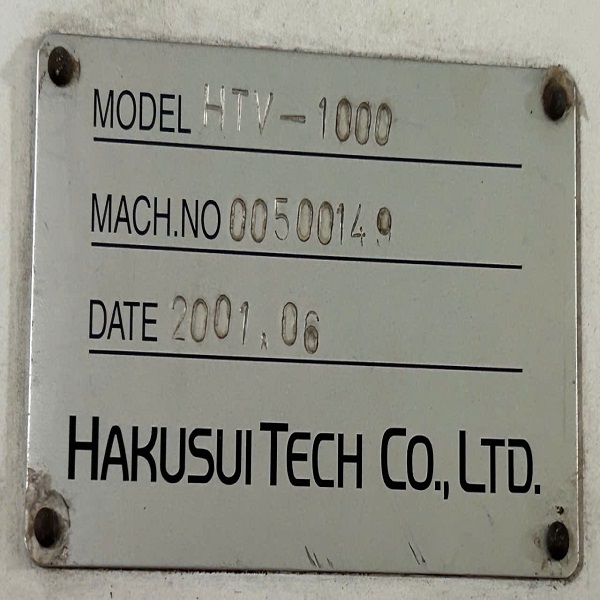 MODEL HTV-1000
MACH.NO 00500149
DATE 2001.06
HAKUSUI TECH CO., LTD.